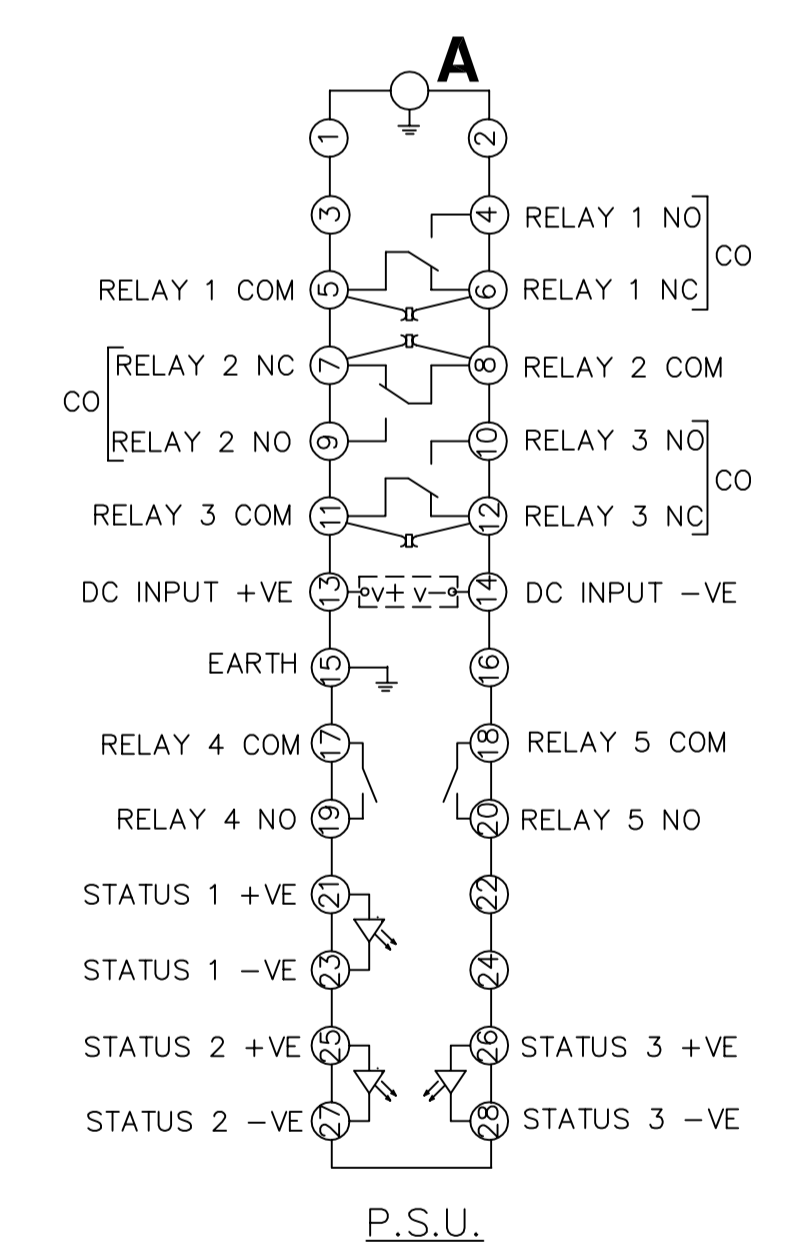 A
1 2
3 4 RELAY 1 NO
CO
RELAY 1 COM 5 6 RELAY 1 NC
RELAY 2 NC 7 8 RELAY 2 COM
CO
RELAY 2 NO 9 10 RELAY 3 NO
CO
RELAY 3 COM 11 12 RELAY 3 NC
DC INPUT +VE 13 V+ V− 14 DC INPUT −VE
EARTH 15 16
RELAY 4 COM 17 18 RELAY 5 COM
RELAY 4 NO 19 20 RELAY 5 NO
STATUS 1 +VE 21 22
STATUS 1 −VE 23 24
STATUS 2 +VE 25 26 STATUS 3 +VE
STATUS 2 −VE 27 28 STATUS 3 −VE
P.S.U.